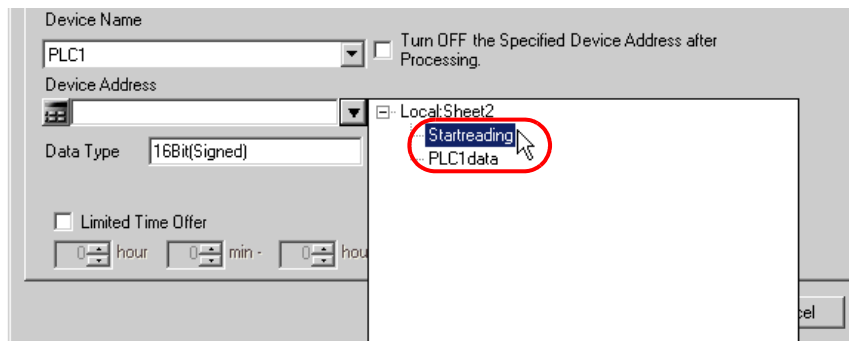 Device Name
PLC1
Turn OFF the Specified Device Address after
Processing.
Device Address
Local:Sheet2
Startreading
PLC1data
Data Type 16Bit(Signed)
Limited Time Offer
0 hour 0 min - 0 hou
cel